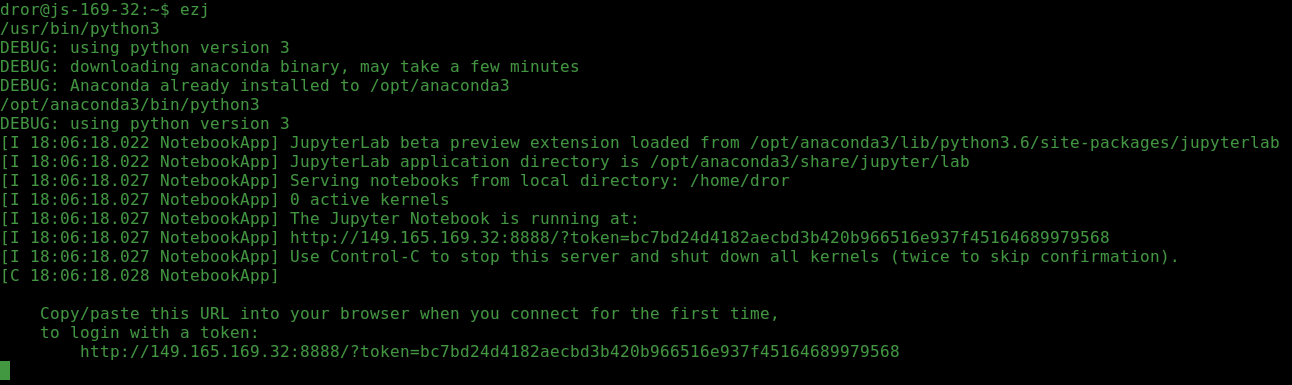 dror@js-169-32:~$ ezj
/usr/bin/python3
DEBUG: using python version 3
DEBUG: downloading anaconda binary, may take a few minutes
DEBUG: Anaconda already installed to /opt/anaconda3
/opt/anaconda3/bin/python3
DEBUG: using python version 3
[I 18:06:18.022 NotebookApp] JupyterLab beta preview extension loaded from /opt/anaconda3/lib/python3.6/site-packages/jupyterlab
[I 18:06:18.022 NotebookApp] JupyterLab application directory is /opt/anaconda3/share/jupyter/lab
[I 18:06:18.027 NotebookApp] Serving notebooks from local directory: /home/dror
[I 18:06:18.027 NotebookApp] 0 active kernels
[I 18:06:18.027 NotebookApp] The Jupyter Notebook is running at:
[I 18:06:18.027 NotebookApp] http://149.165.169.32:8888/?token=bc7bd24d4182aecbd3b420b966516e937f45164689979568
[I 18:06:18.027 NotebookApp] Use Control-C to stop this server and shut down all kernels (twice to skip confirmation).
[C 18:06:18.028 NotebookApp]
Copy/paste this URL into your browser when you connect for the first time,
to login with a token:
http://149.165.169.32:8888/?token=bc7bd24d4182aecbd3b420b966516e937f45164689979568